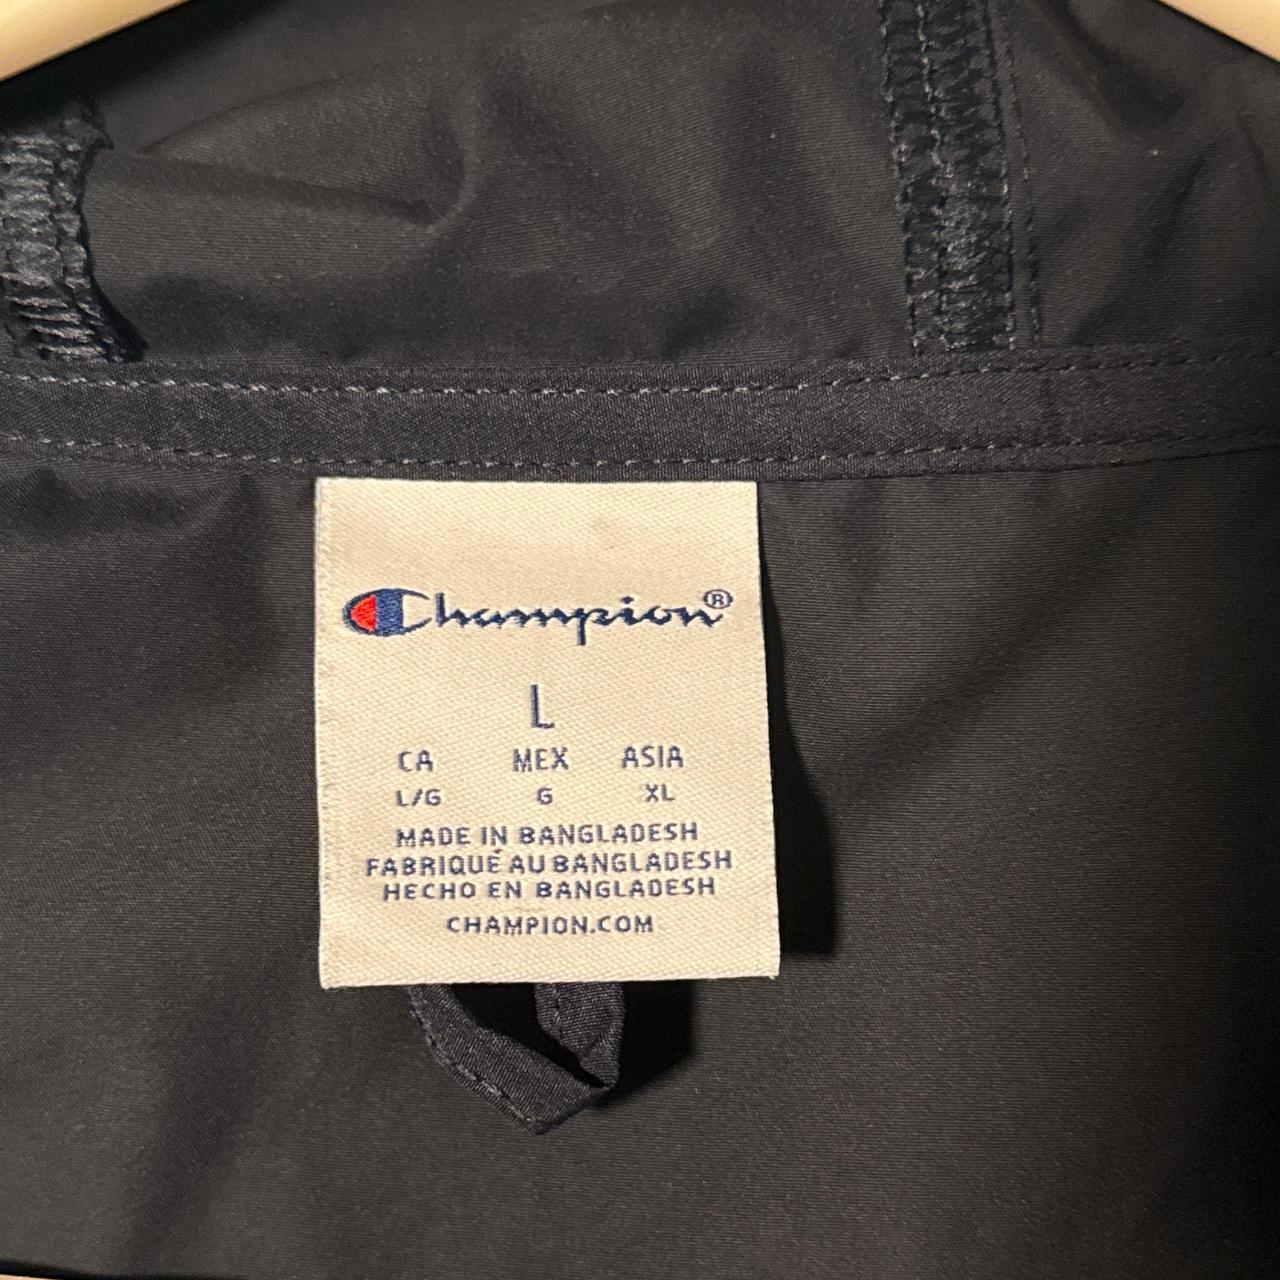 Champion®
L
CA MEX ASIA
L/G G XL
MADE IN BANGLADESH
FABRIQUÉ AU BANGLADESH
HECHO EN BANGLADESH
CHAMPION.COM